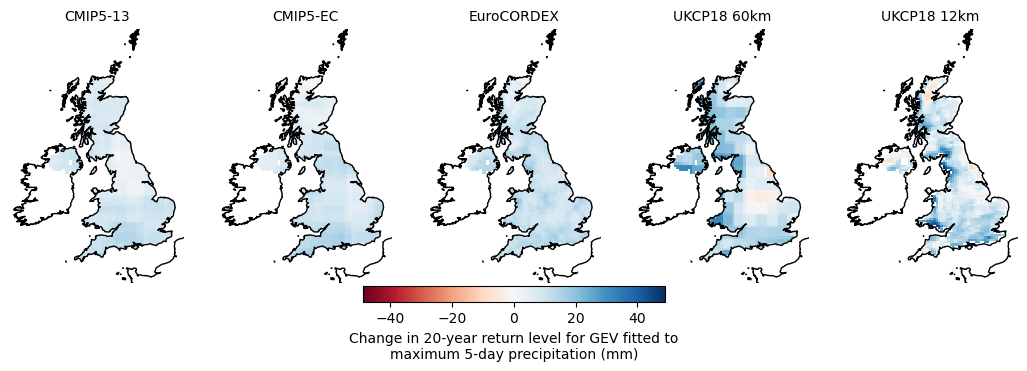 CMIP5-13 CMIP5-EC EuroCORDEX UKCP18 60km UKCP18 12km
−40 −20 0 20 40
Change in 20-year return level for GEV fitted to
maximum 5-day precipitation (mm)